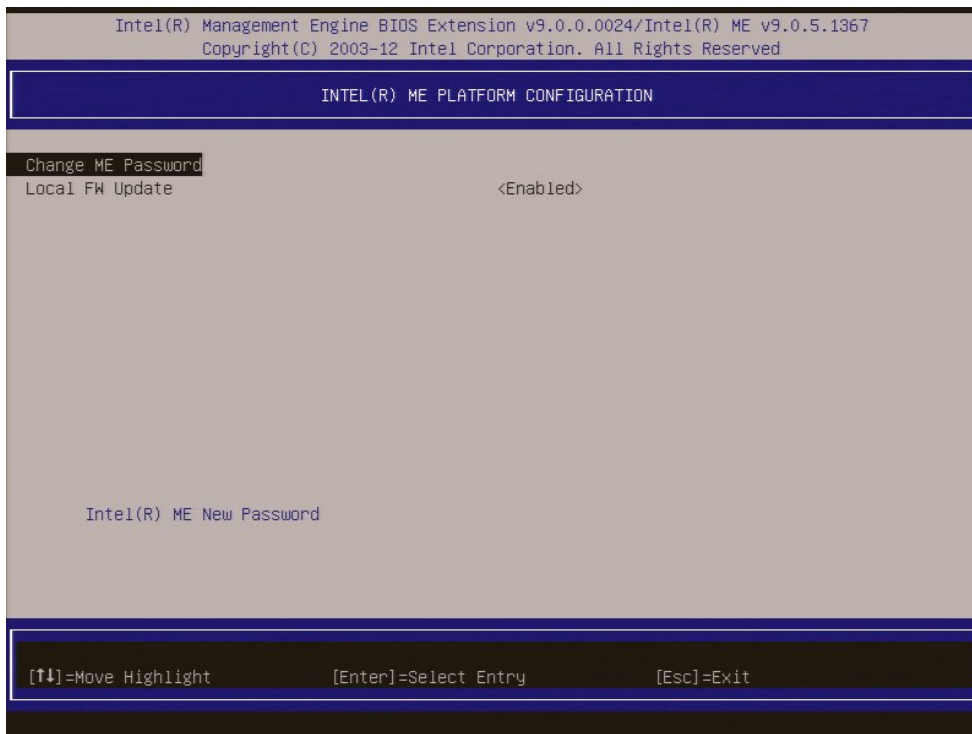 Intel(R) Management Engine BIOS Extension v9.0.0.0024/Intel(R) ME v9.0.5.1367
Copyright(C) 2003-12 Intel Corporation. All Rights Reserved
INTEL(R) ME PLATFORM CONFIGURATION
Change ME Password
Local FW Update <Enabled>
Intel(R) ME New Password
[↑↓]=Move Highlight [Enter]=Select Entry [Esc]=Exit